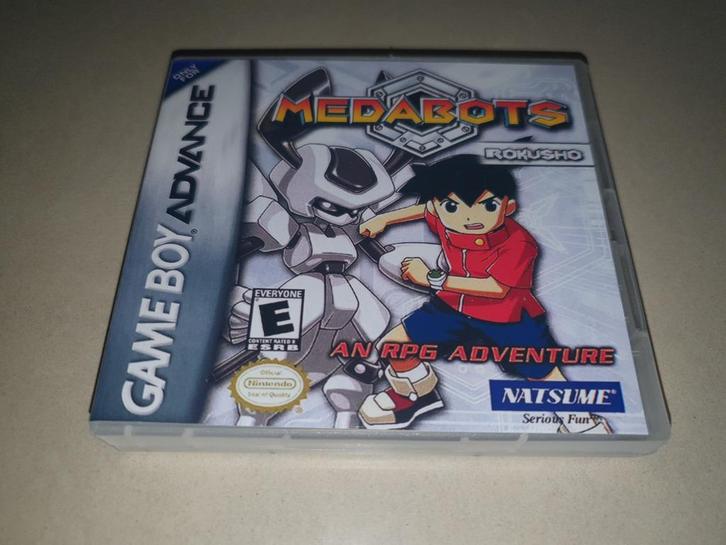 ONLY
FOR
GAME BOY ADVANCE
MEDABOTS
ROKUSHO
EVERYONE
E
CONTENT RATED BY
ESRB
AN RPG ADVENTURE
Official
Nintendo
Seal of Quality
NATSUME®
Serious Fun